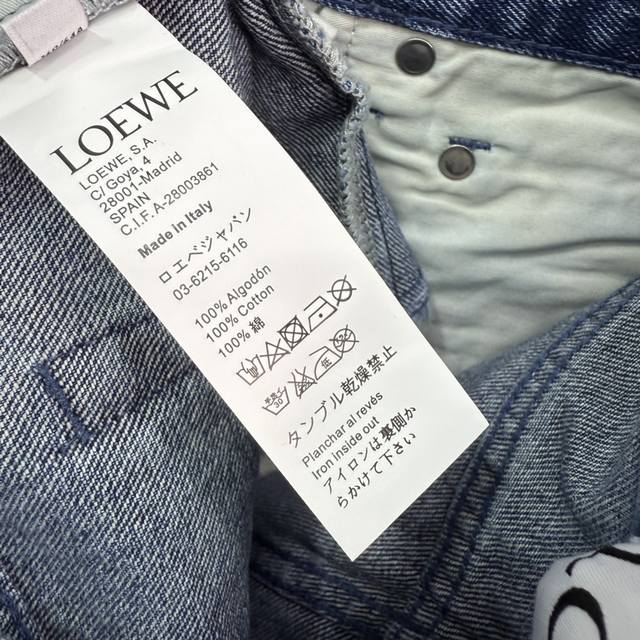 LOEWE
LOEWE, S.A.
C/ Goya, 4
28001-Madrid
SPAIN
C.I.F. A-28003861
Made in Italy
ロエベジャパン
03-6215-6116
100% Algodón
100% Cotton
100% 綿
タンブル乾燥禁止
Planchar al revés
Iron Inside out
アイロンは裏側か
らかけて下さい